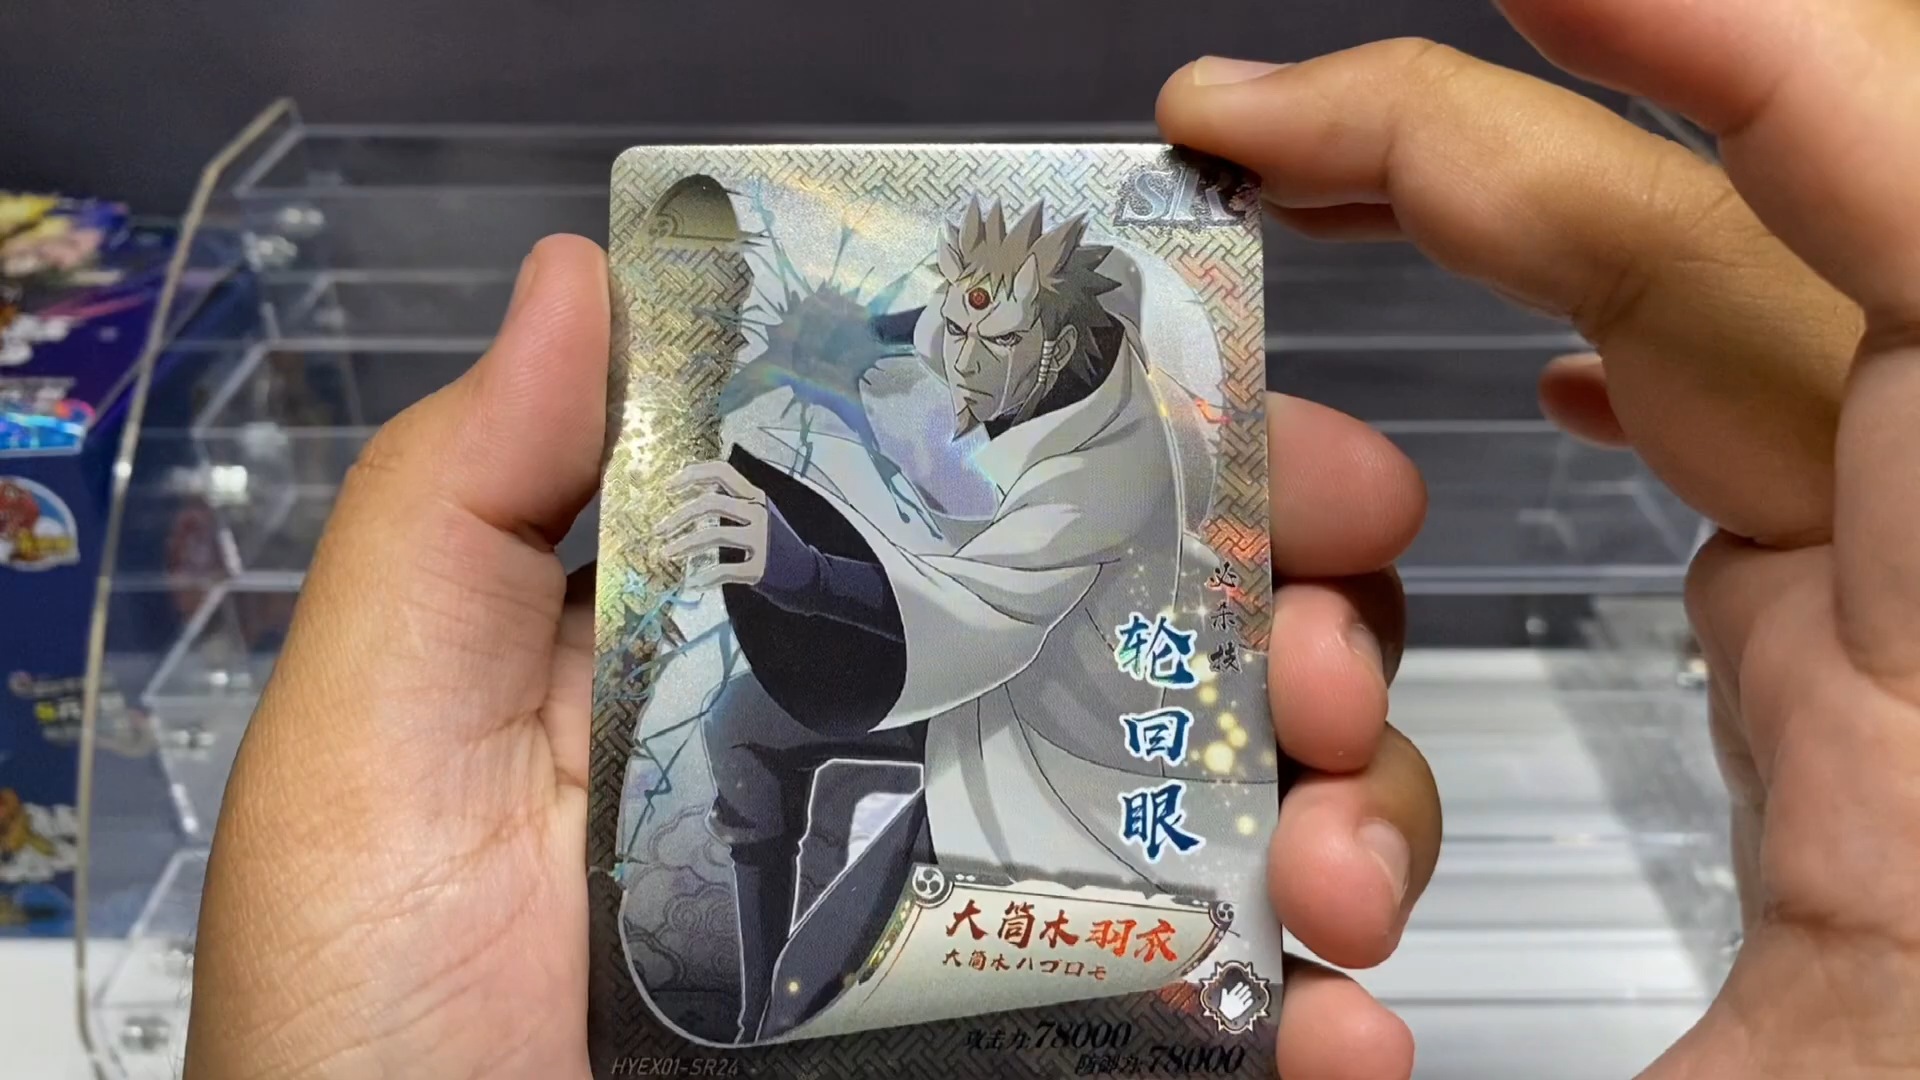 SR
必杀技
轮回眼
大筒木羽衣
大筒木ハゴロモ
攻击力:78000
防御力:78000
HYEX01-SR24